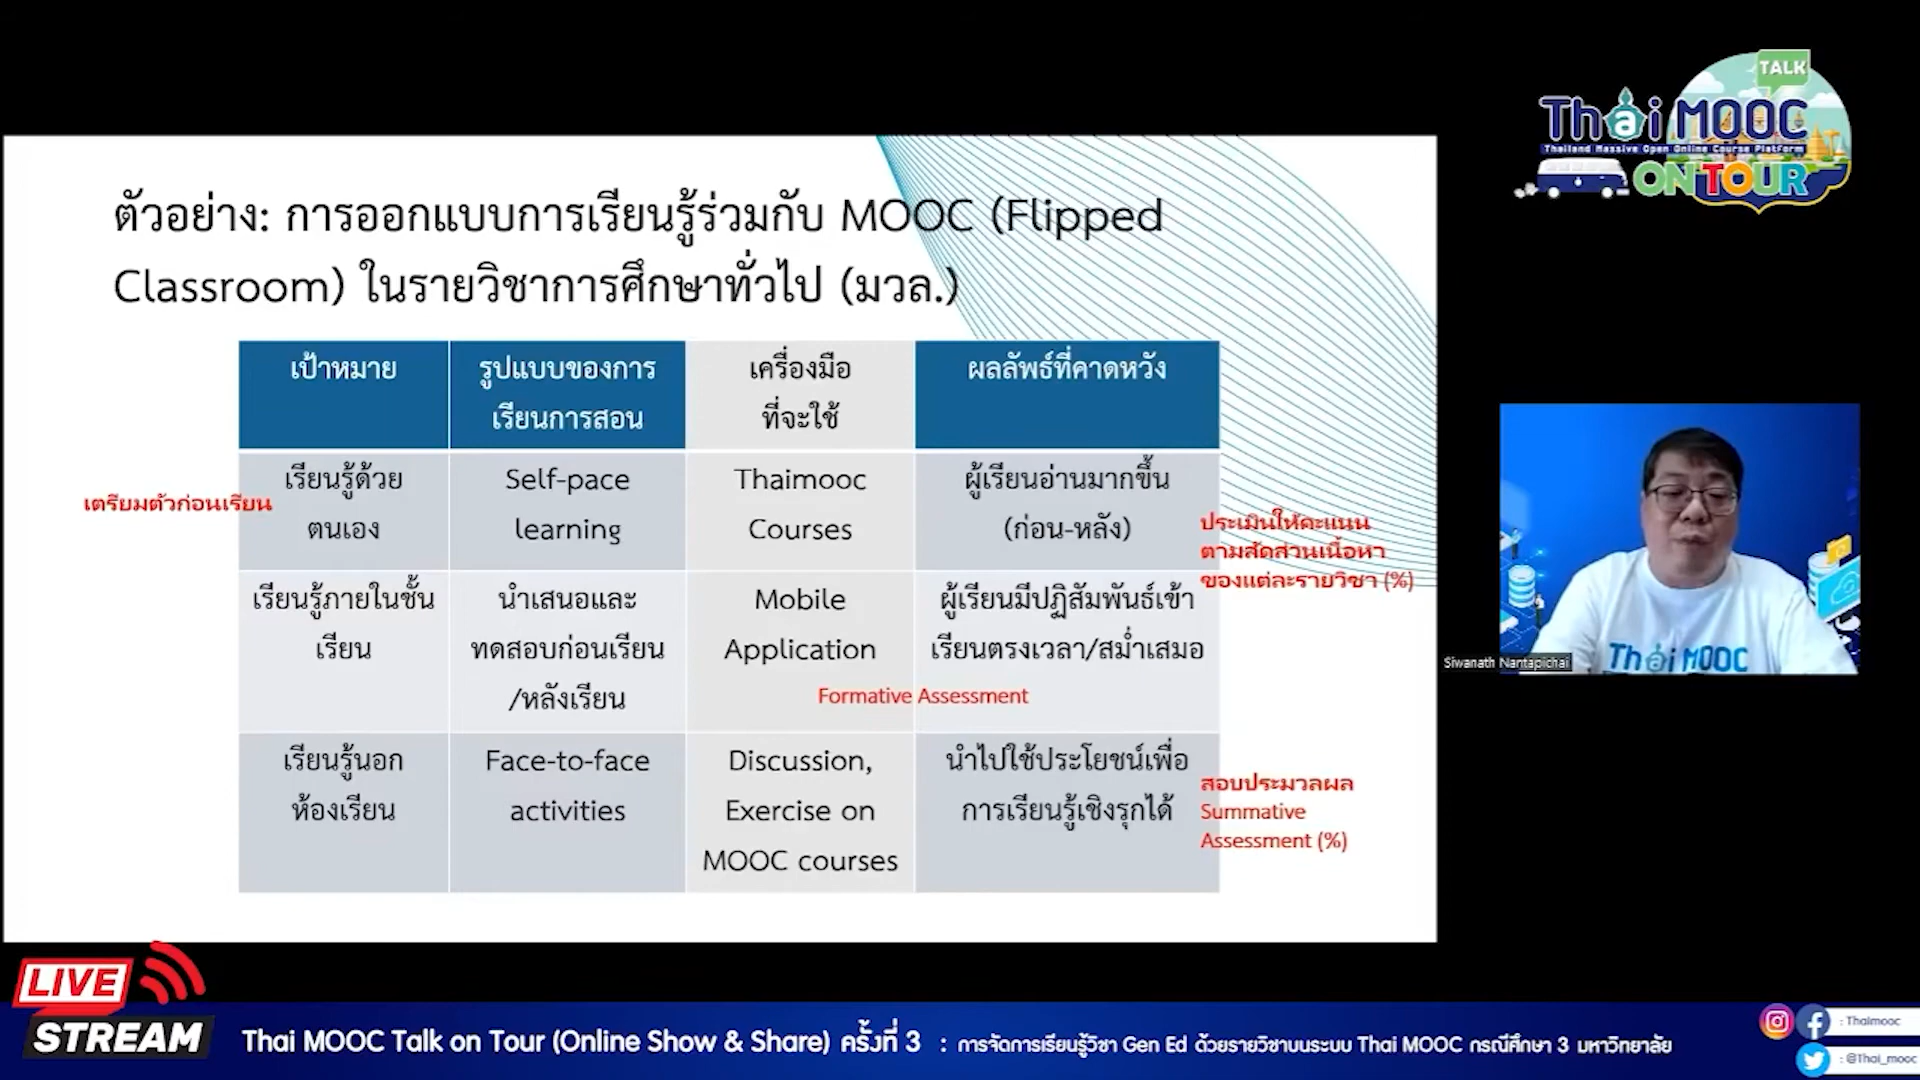 TALK
Thai MOOC
Thailand Massive Open Online Course Platform
ON TOUR
ตัวอย่าง: การออกแบบการเรียนรู้ร่วมกับ MOOC (Flipped
Classroom) ในรายวิชาการศึกษาทั่วไป (มวล.)
เป้าหมาย
รูปแบบของการ
เรียนการสอน
เครื่องมือ
ที่จะใช้
ผลลัพธ์ที่คาดหวัง
เตรียมตัวก่อนเรียน
เรียนรู้ด้วย
ตนเอง
Self-pace
learning
Thaimooc
Courses
ผู้เรียนอ่านมากขึ้น
(ก่อน-หลัง)
ประเมินให้คะแนน
ตามสัดส่วนเนื้อหา
ของแต่ละรายวิชา (%)
เรียนรู้ภายในชั้น
เรียน
นำเสนอและ
ทดสอบก่อนเรียน
/หลังเรียน
Mobile
Application
ผู้เรียนมีปฏิสัมพันธ์เข้า
เรียนตรงเวลา/สม่ำเสมอ
Formative Assessment
เรียนรู้นอก
ห้องเรียน
Face-to-face
activities
Discussion,
Exercise on
MOOC courses
นำไปใช้ประโยชน์เพื่อ
การเรียนรู้เชิงรุกได้
สอบประมวลผล
Summative
Assessment (%)
Thai MOOC
Siwanath Nantapichai
LIVE
STREAM
Thai MOOC Talk on Tour (Online Show & Share) ครั้งที่ 3 : การจัดการเรียนรู้วิชา Gen Ed ด้วยรายวิชาบนระบบ Thai MOOC กรณีศึกษา 3 มหาวิทยาลัย
: Thaimooc
: @Thai_mooc